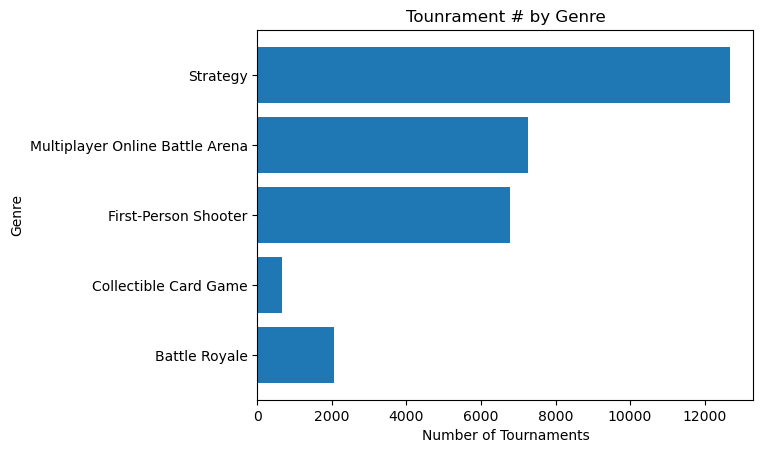 Tounrament # by Genre
Strategy
Multiplayer Online Battle Arena
First-Person Shooter
Collectible Card Game
Battle Royale
Genre
0 2000 4000 6000 8000 10000 12000
Number of Tournaments